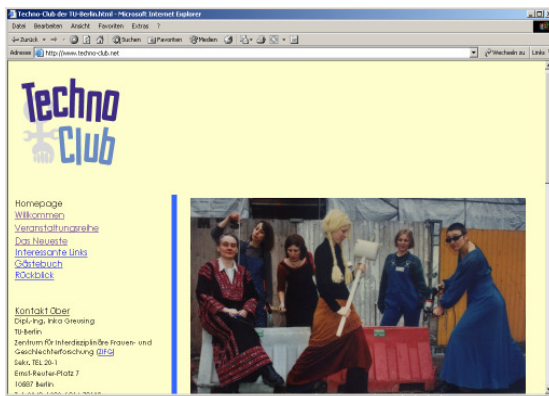 Techno-Club der TU-Berlin.html - Microsoft Internet Explorer
Datei Bearbeiten Ansicht Favoriten Extras ?
Zurück Suchen Favoriten Medien
Adresse http://www.techno-club.net Wechseln zu Links
Techno
Club
Homepage
Willkommen
Veranstaltungsreihe
Das Neueste
Interessante Links
Gästebuch
Rückblick
Kontakt über
Dipl.-Ing. Inka Greusing
TU-Berlin
Zentrum für Interdisziplinäre Frauen- und
Geschlechterforschung (ZIFG)
Sekr. TEL 20-1
Ernst-Reuter-Platz 7
10587 Berlin